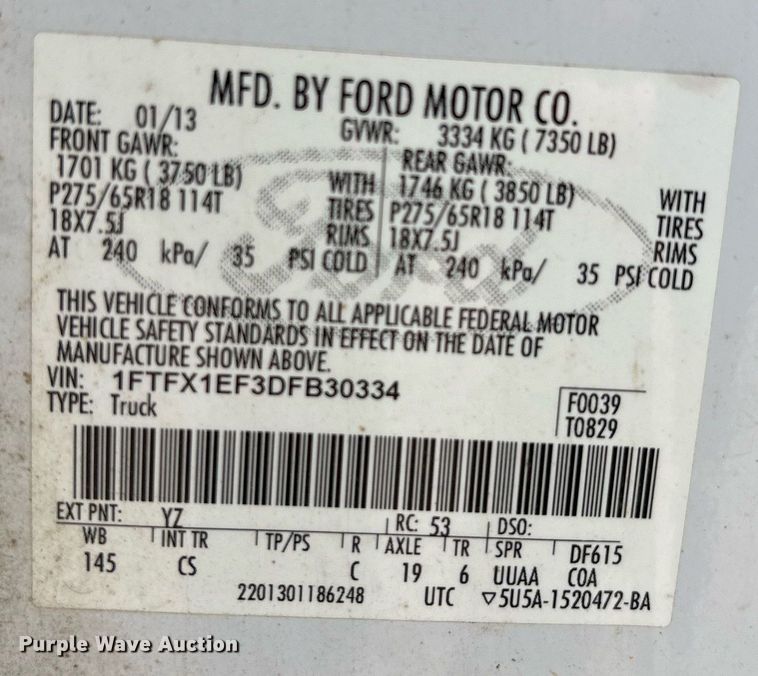 MFD. BY FORD MOTOR CO.
DATE: 01/13 GVWR: 3334 KG ( 7350 LB)
FRONT GAWR: REAR GAWR:
1701 KG ( 3750 LB) WITH 1746 KG ( 3850 LB) WITH
P275/65R18 114T TIRES P275/65R18 114T TIRES
18X7.5J RIMS 18X7.5J RIMS
AT 240 kPa/ 35 PSI COLD AT 240 kPa/ 35 PSI COLD
Ford
THIS VEHICLE CONFORMS TO ALL APPLICABLE FEDERAL MOTOR
VEHICLE SAFETY STANDARDS IN EFFECT ON THE DATE OF
MANUFACTURE SHOWN ABOVE.
VIN: 1FTFX1EF3DFB30334
TYPE: Truck
F0039
T0829
EXT PNT: YZ RC: 53 DSO:
WB INT TR TP/PS R AXLE TR SPR DF615
145 CS C 19 6 UUAA COA
2201301186248 UTC ▽5U5A-1520472-BA
Purple Wave Auction